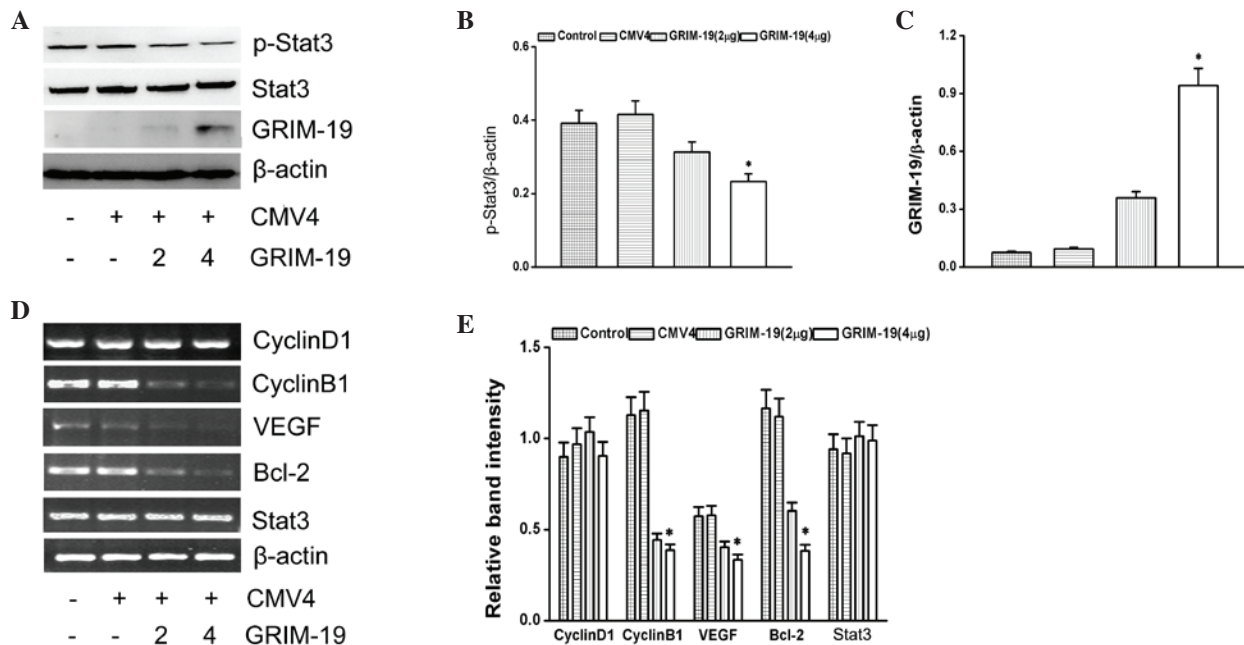 A
p-Stat3
Stat3
GRIM-19
β-actin
- + + + CMV4
- - 2 4 GRIM-19
B
Control CMV4 GRIM-19(2μg) GRIM-19(4μg)
p-Stat3/β-actin
0.6
0.4
0.2
0.0
*
C
GRIM-19/β-actin
1.2
0.9
0.6
0.3
0.0
*
D
CyclinD1
CyclinB1
VEGF
Bcl-2
Stat3
β-actin
- + + + CMV4
- - 2 4 GRIM-19
E
Control CMV4 GRIM-19(2μg) GRIM-19(4μg)
Relative band intensity
1.5
1.0
0.5
0.0
* * *
CyclinD1 CyclinB1 VEGF Bcl-2 Stat3